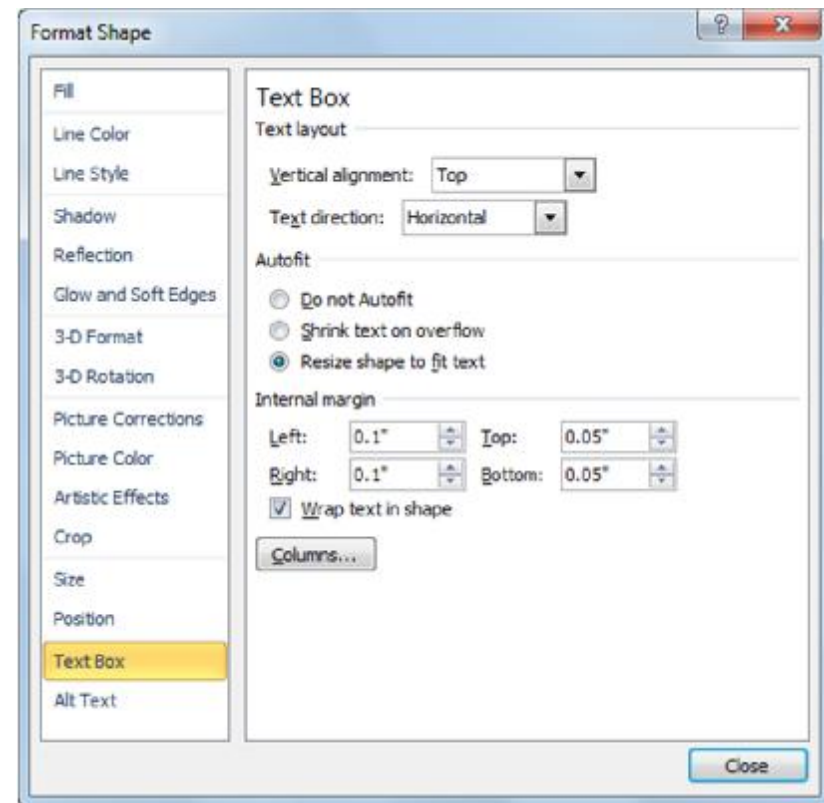 Format Shape
Fill
Line Color
Line Style
Shadow
Reflection
Glow and Soft Edges
3-D Format
3-D Rotation
Picture Corrections
Picture Color
Artistic Effects
Crop
Size
Position
Text Box
Alt Text
Text Box
Text layout
Vertical alignment: Top
Text direction: Horizontal
Autofit
Do not Autofit
Shrink text on overflow
Resize shape to fit text
Internal margin
Left: 0.1" Top: 0.05"
Right: 0.1" Bottom: 0.05"
Wrap text in shape
Columns...
Close